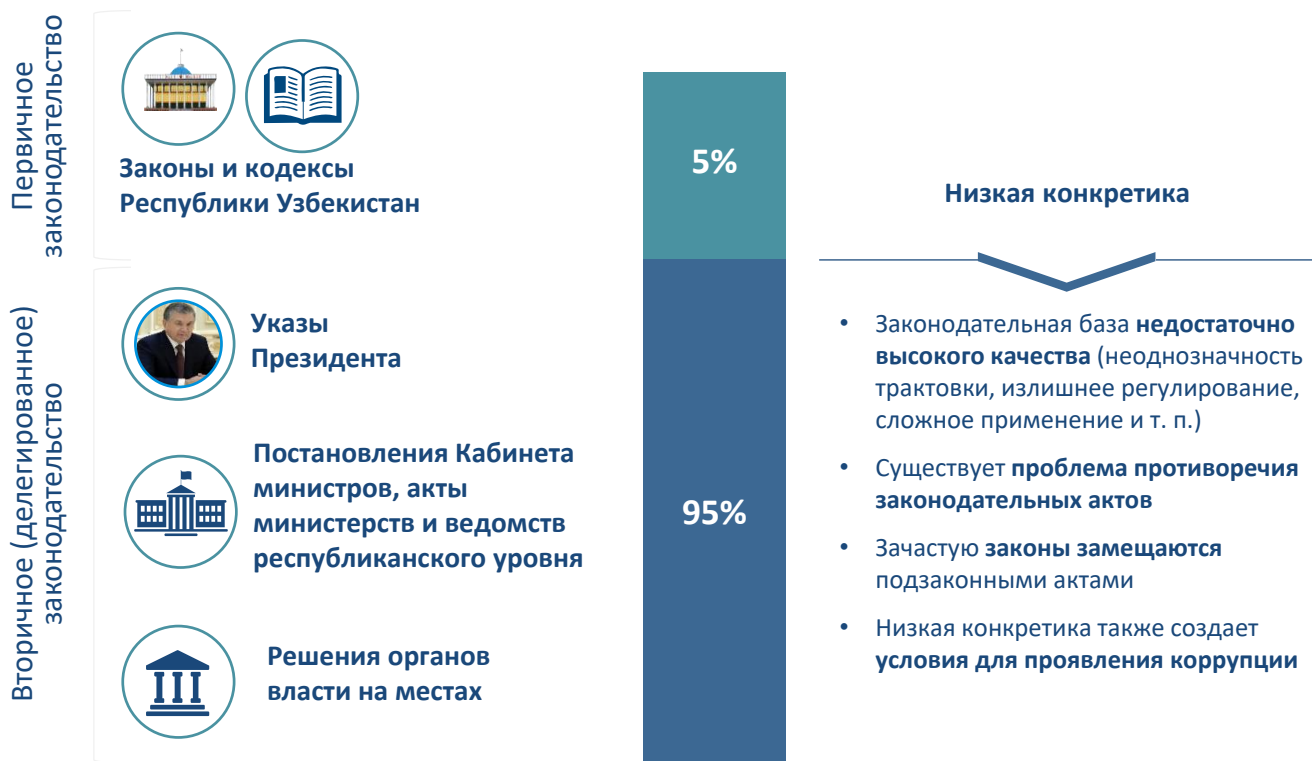 Первичное
законодательство
Законы и кодексы
Республики Узбекистан
Вторичное (делегированное)
законодательство
Указы
Президента
Постановления Кабинета
министров, акты
министерств и ведомств
республиканского уровня
Решения органов
власти на местах
5%
95%
Низкая конкретика
• Законодательная база недостаточно
высокого качества (неоднозначность
трактовки, излишнее регулирование,
сложное применение и т. п.)
• Существует проблема противоречия
законодательных актов
• Зачастую законы замещаются
подзаконными актами
• Низкая конкретика также создает
условия для проявления коррупции